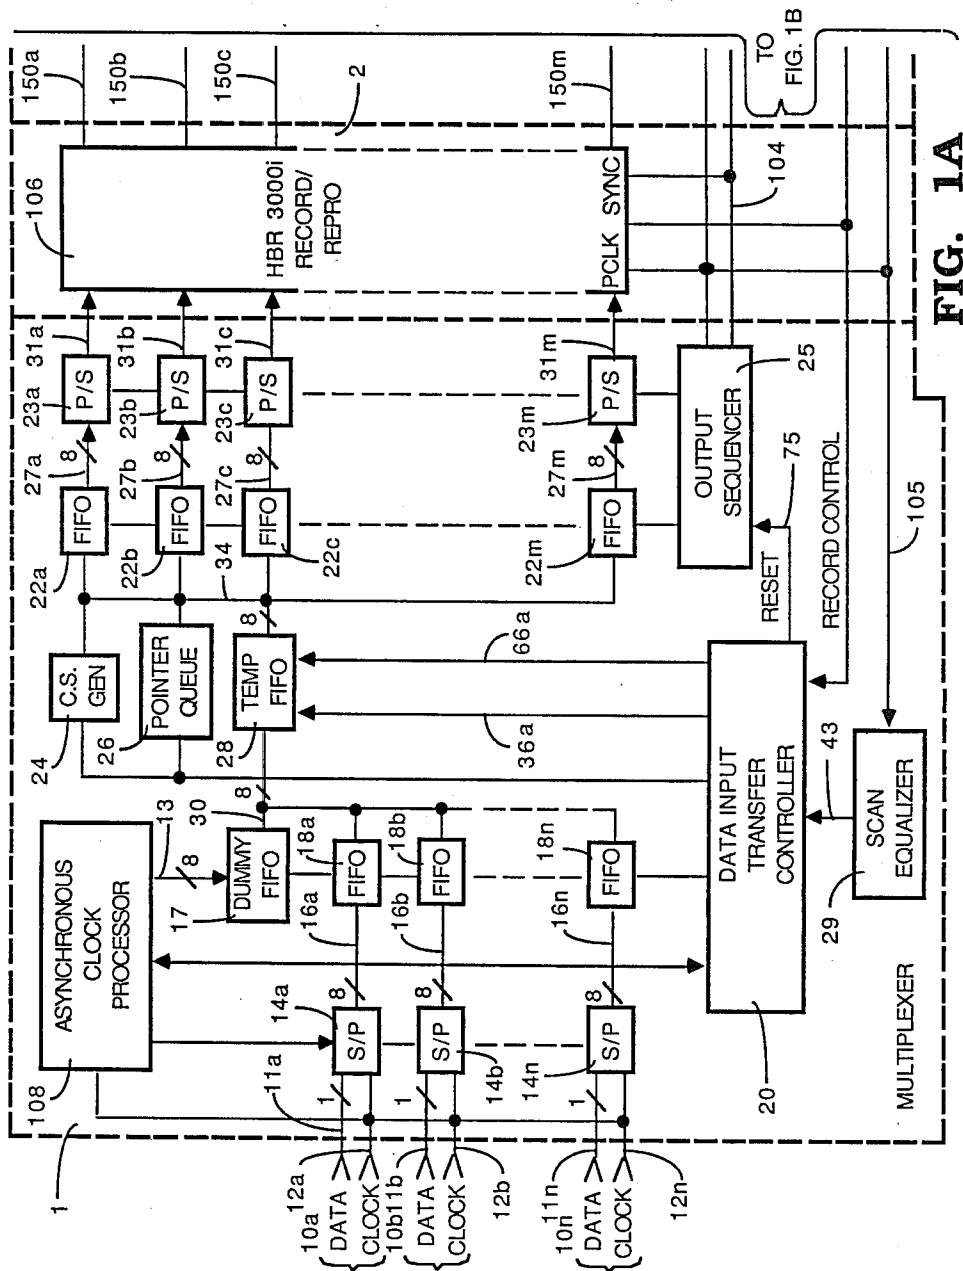 1
108
ASYNCHRONOUS
CLOCK
PROCESSOR
13
8
17
DUMMY
FIFO
30
8
24
C.S.
GEN
26
POINTER
QUEUE
28
TEMP
FIFO
8
34
22a
FIFO
27a
8
23a
P/S
31a
22b
FIFO
27b
8
23b
P/S
31b
22c
FIFO
27c
8
23c
P/S
31c
22m
FIFO
27m
8
23m
P/S
31m
106
HBR 3000i
RECORD/
REPRO
PCLK SYNC
2
150a
150b
150c
150m
10a
12a
DATA
CLOCK
11a
1
14a
S/P
8
16a
FIFO
18a
10b
11b
DATA
CLOCK
12b
1
14b
S/P
8
16b
FIFO
18b
10n
11n
DATA
CLOCK
12n
1
14n
S/P
8
16n
FIFO
18n
36a
66a
20
DATA INPUT
TRANSFER
CONTROLLER
RESET
75
OUTPUT
SEQUENCER
25
104
TO
FIG. 1B
RECORD CONTROL
43
29
SCAN
EQUALIZER
105
MULTIPLEXER
FIG. 1A